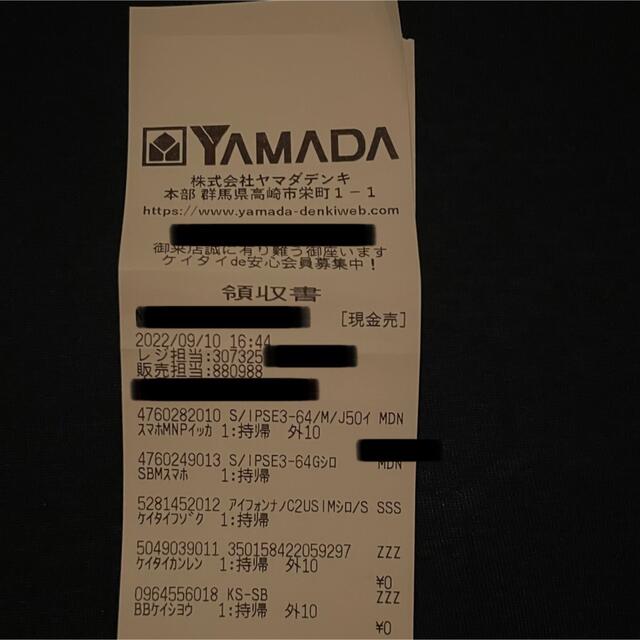 YAMADA
株式会社ヤマダデンキ
本部 群馬県高崎市栄町1-1
https://www.yamada-denkiweb.com
御来店誠に有り難う御座います
ケイタイde安心会員募集中!
領収書
[現金売]
2022/09/10 16:44
レジ担当:307325
販売担当:880988
4760282010 S/IPSE3-64/M/J50イ MDN
スマホMNPイッカ 1:持帰 外10
4760249013 S/IPSE3-64Gシロ MDN
SBMスマホ 1:持帰
5281452012 アイフォンナノC2USIMシロ/S SSS
ケイタイフゾク 1:持帰
5049039011 350158422059297 ZZZ
ケイタイカンレン 1:持帰 外10
¥0
0964556018 KS-SB ZZZ
BBケイショウ 1:持帰 外10
¥0